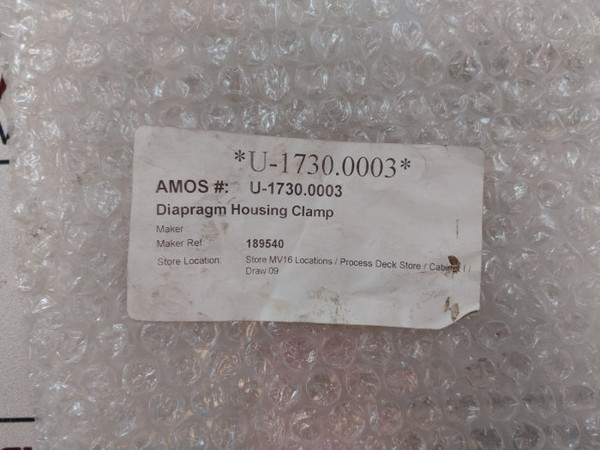 *U-1730.0003*
AMOS #: U-1730.0003
Diapragm Housing Clamp
Maker
Maker Ref 189540
Store Location: Store MV16 Locations / Process Deck Store / Cabinet I /
Draw 09